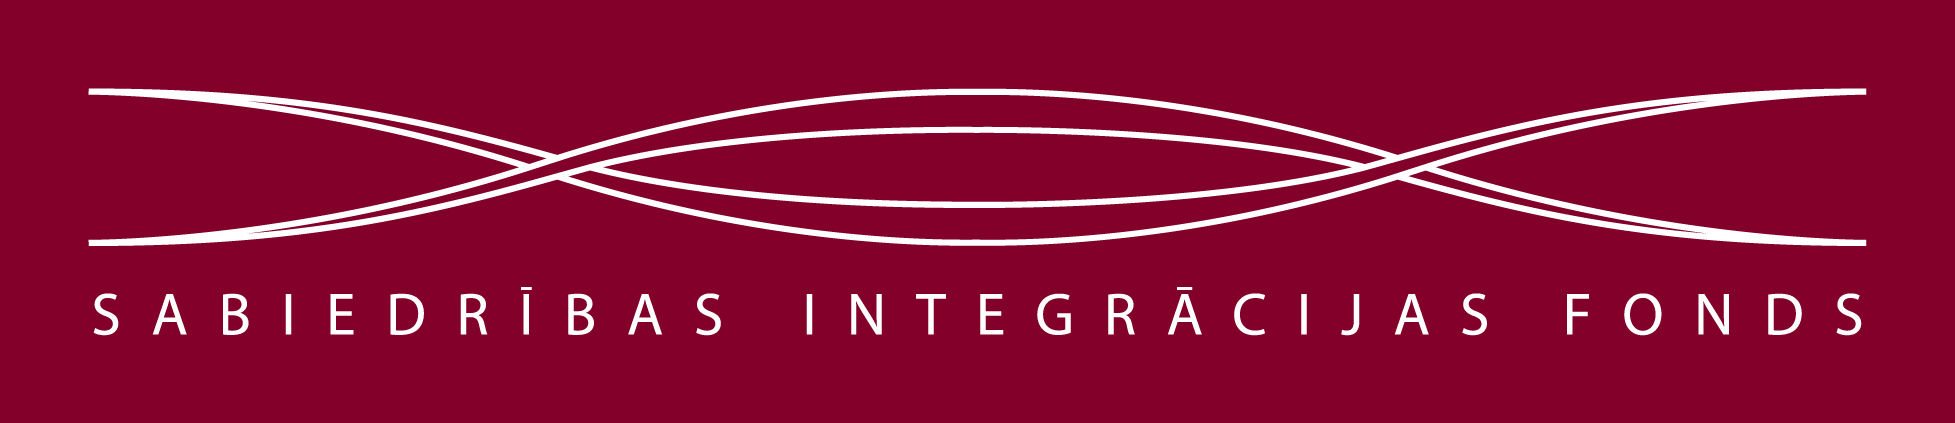 SABIEDRĪBAS INTEGRĀCIJAS FONDS